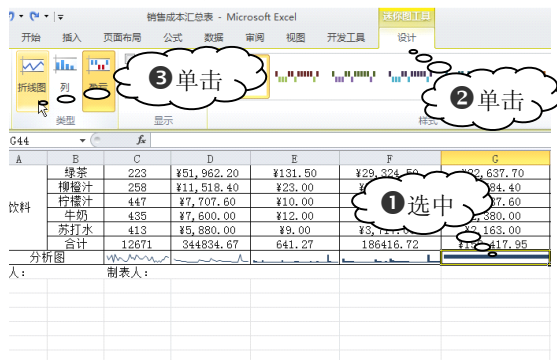 销售成本汇总表 - Microsoft Excel
迷你图工具
开始 插入 页面布局 公式 数据 审阅 视图 开发工具 设计
折线图 列
❸单击
❷单击
类型 显示 样式
G44 fx
A B C D E F G
绿茶 223 ¥51,962.20 ¥131.50 ¥29,324.50
柳橙汁 258 ¥11,518.40 ¥23.00
饮料 柠檬汁 447 ¥7,707.60 ¥10.00
❶选中
牛奶 435 ¥7,600.00 ¥12.00
苏打水 413 ¥5,880.00 ¥9.00 ¥2,163.00
合计 12671 344834.67 641.27 186416.72
分析图
人: 制表人: